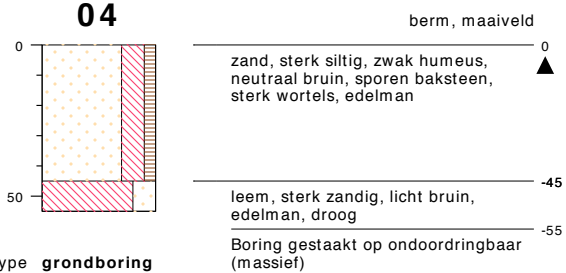 04
berm, maaiveld
0
0
zand, sterk siltig, zwak humeus,
neutraal bruin, sporen baksteen,
sterk wortels, edelman
-45
50
leem, sterk zandig, licht bruin,
edelman, droog
-55
Boring gestaakt op ondoordringbaar
(massief)
ype grondboring